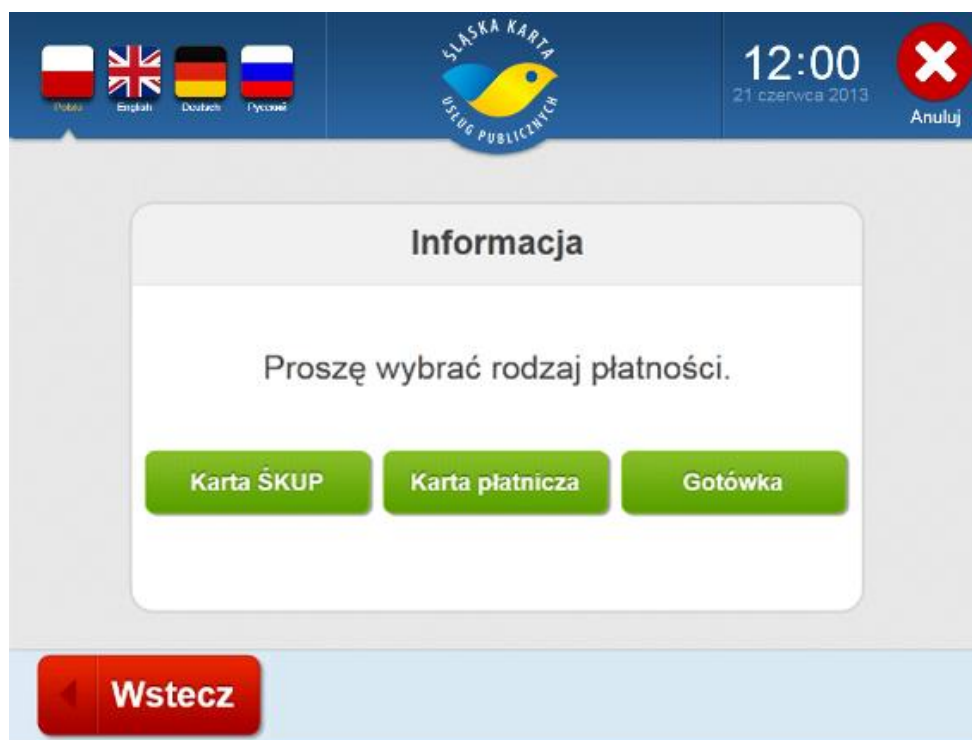 Polski English Deutsch Русский
ŚLĄSKA KARTA
USŁUG PUBLICZNYCH
12:00
21 czerwca 2013
Anuluj
Informacja
Proszę wybrać rodzaj płatności.
Karta ŚKUP Karta płatnicza Gotówka
Wstecz